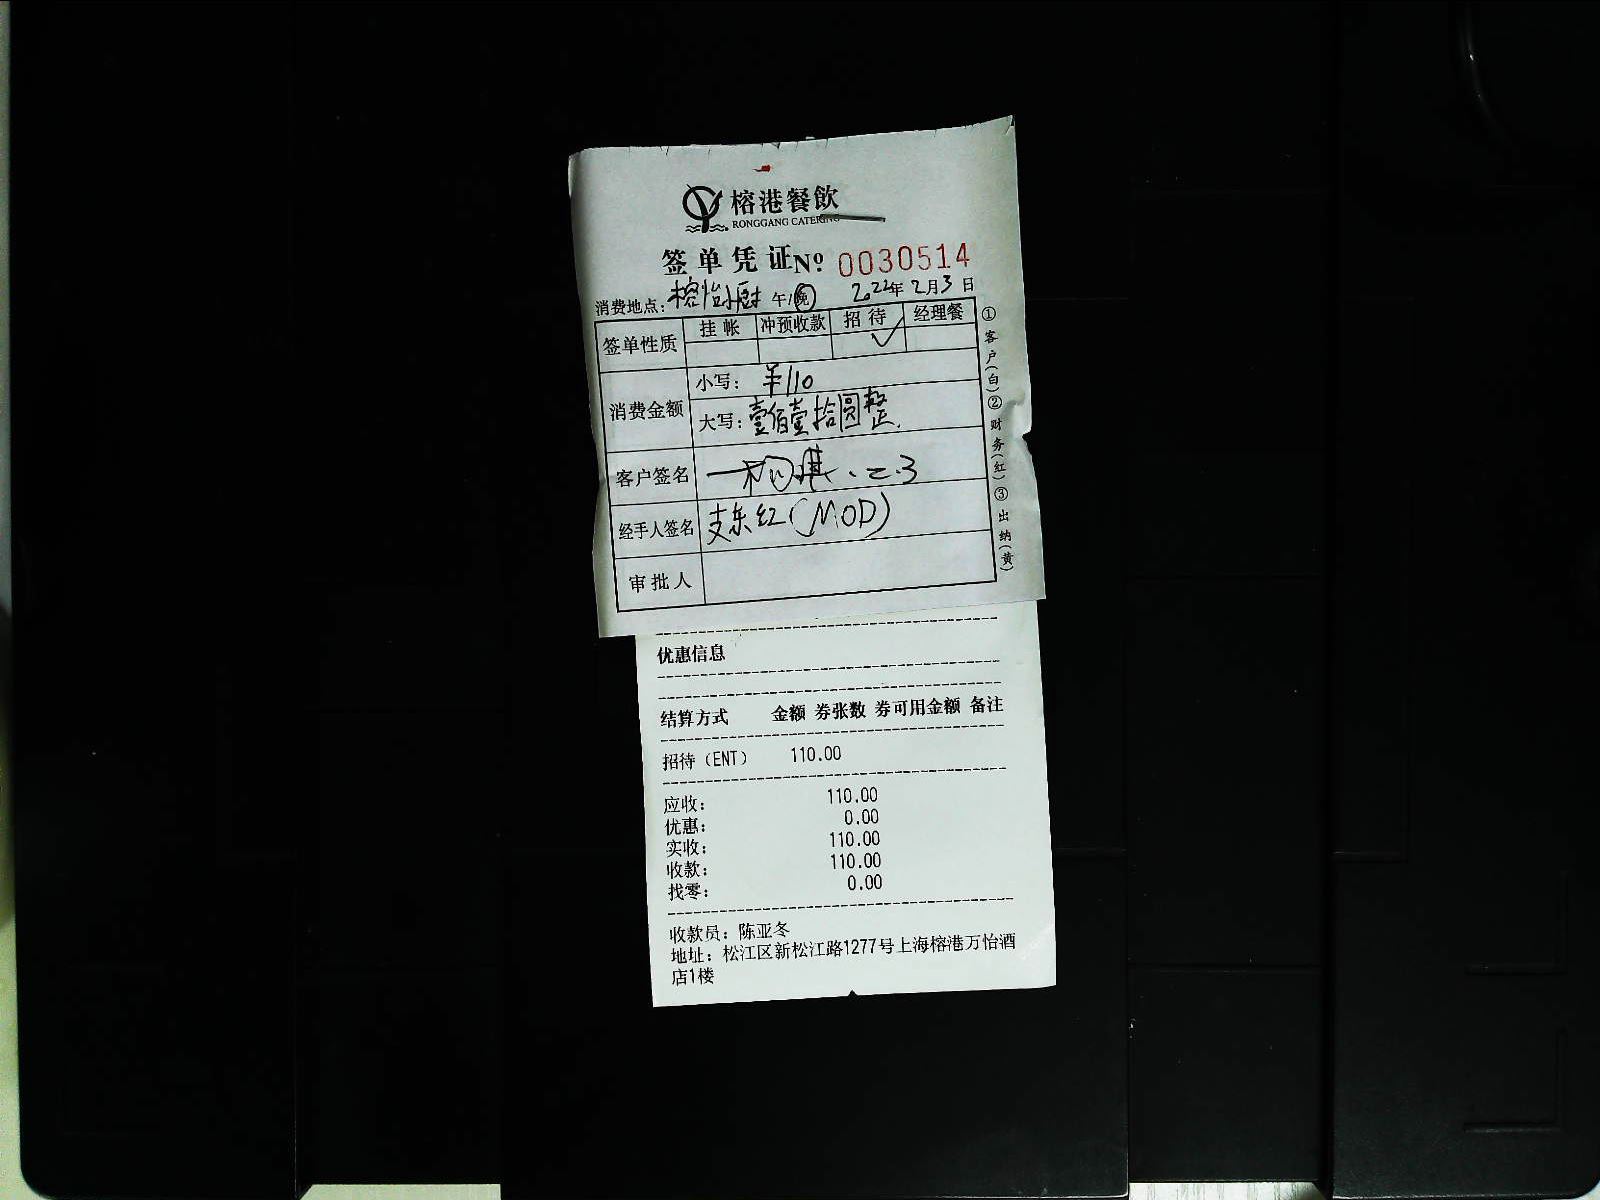 榕港餐飲
RONGGANG CATERING
签单凭证 Nº 0030514
消费地点：榕怡小厨 午/晚 2022年2月3日
签单性质 挂帐 冲预收款 招待 经理餐
消费金额 小写：¥110
大写：壹佰壹拾圆整
客户签名 2.3
经手人签名 (MOD)
审批人
①客户(白)②财务(红)③出纳(黄)
优惠信息
结算方式 金额 券张数 券可用金额 备注
招待（ENT） 110.00
应收： 110.00
优惠： 0.00
实收： 110.00
收款： 110.00
找零： 0.00
收款员：陈亚冬
地址：松江区新松江路1277号上海榕港万怡酒
店1楼